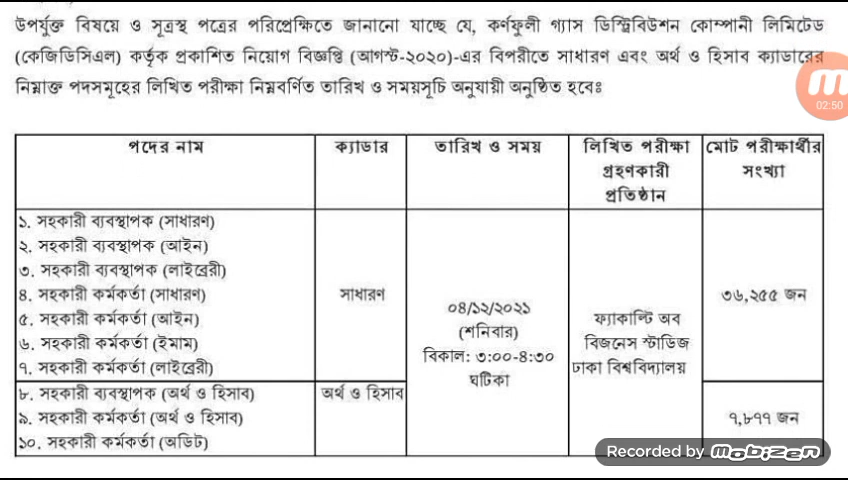 উপর্যুক্ত বিষয়ে ও সূত্রস্থ পত্রের পরিপ্রেক্ষিতে জানানো যাচ্ছে যে, কর্ণফুলী গ্যাস ডিস্ট্রিবিউশন কোম্পানী লিমিটেড
(কেজিডিসিএল) কর্তৃক প্রকাশিত নিয়োগ বিজ্ঞপ্তি (আগস্ট-২০২০)-এর বিপরীতে সাধারণ এবং অর্থ ও হিসাব ক্যাডারের
নিম্নোক্ত পদসমূহের লিখিত পরীক্ষা নিম্নবর্ণিত তারিখ ও সময়সূচি অনুযায়ী অনুষ্ঠিত হবেঃ
02:50
পদের নাম
ক্যাডার
তারিখ ও সময়
লিখিত পরীক্ষা
গ্রহণকারী
প্রতিষ্ঠান
মোট পরীক্ষার্থীর
সংখ্যা
১. সহকারী ব্যবস্থাপক (সাধারণ)
২. সহকারী ব্যবস্থাপক (আইন)
৩. সহকারী ব্যবস্থাপক (লাইব্রেরী)
৪. সহকারী কর্মকর্তা (সাধারণ)
৫. সহকারী কর্মকর্তা (আইন)
৬. সহকারী কর্মকর্তা (ইমাম)
৭. সহকারী কর্মকর্তা (লাইব্রেরী)
সাধারণ
০৪/১২/২০২১
(শনিবার)
বিকাল: ৩:০০-৪:৩০
ঘটিকা
ফ্যাকাল্টি অব
বিজনেস স্টাডিজ
ঢাকা বিশ্ববিদ্যালয়
৩৬,২৫৫ জন
৮. সহকারী ব্যবস্থাপক (অর্থ ও হিসাব)
৯. সহকারী কর্মকর্তা (অর্থ ও হিসাব)
১০. সহকারী কর্মকর্তা (অডিট)
অর্থ ও হিসাব
৭,৮৭৭ জন
Recorded by Mobizen